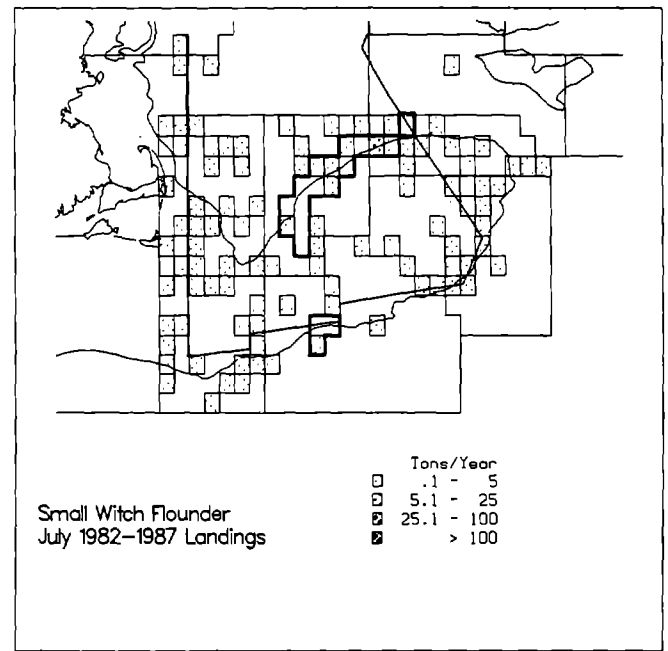 Tons/Year
.1 - 5
5.1 - 25
25.1 - 100
> 100
Small Witch Flounder
July 1982-1987 Landings